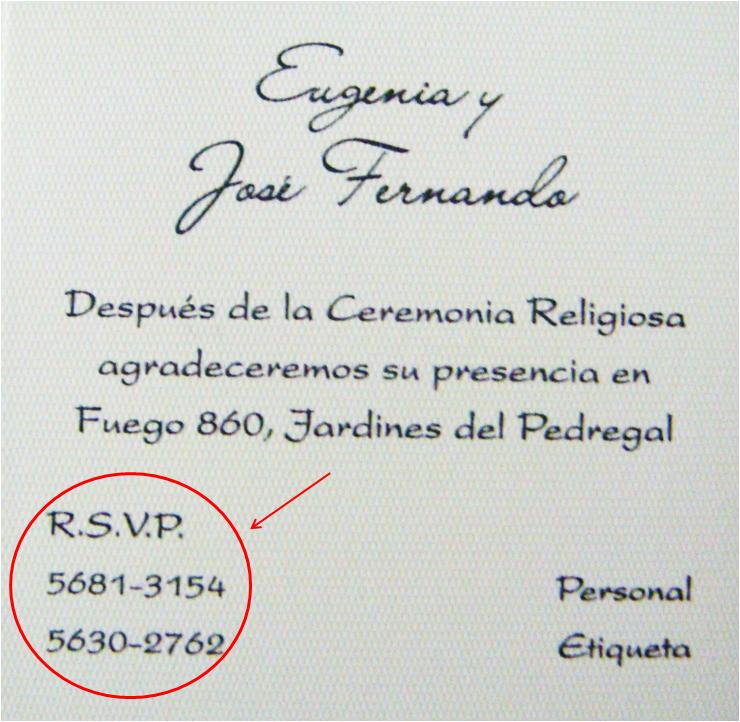 Eugenia y
José Fernando
Después de la Ceremonia Religiosa
agradeceremos su presencia en
Fuego 860, Jardines del Pedregal
R.S.V.P.
5681-3154
5630-2762
Personal
Etiqueta